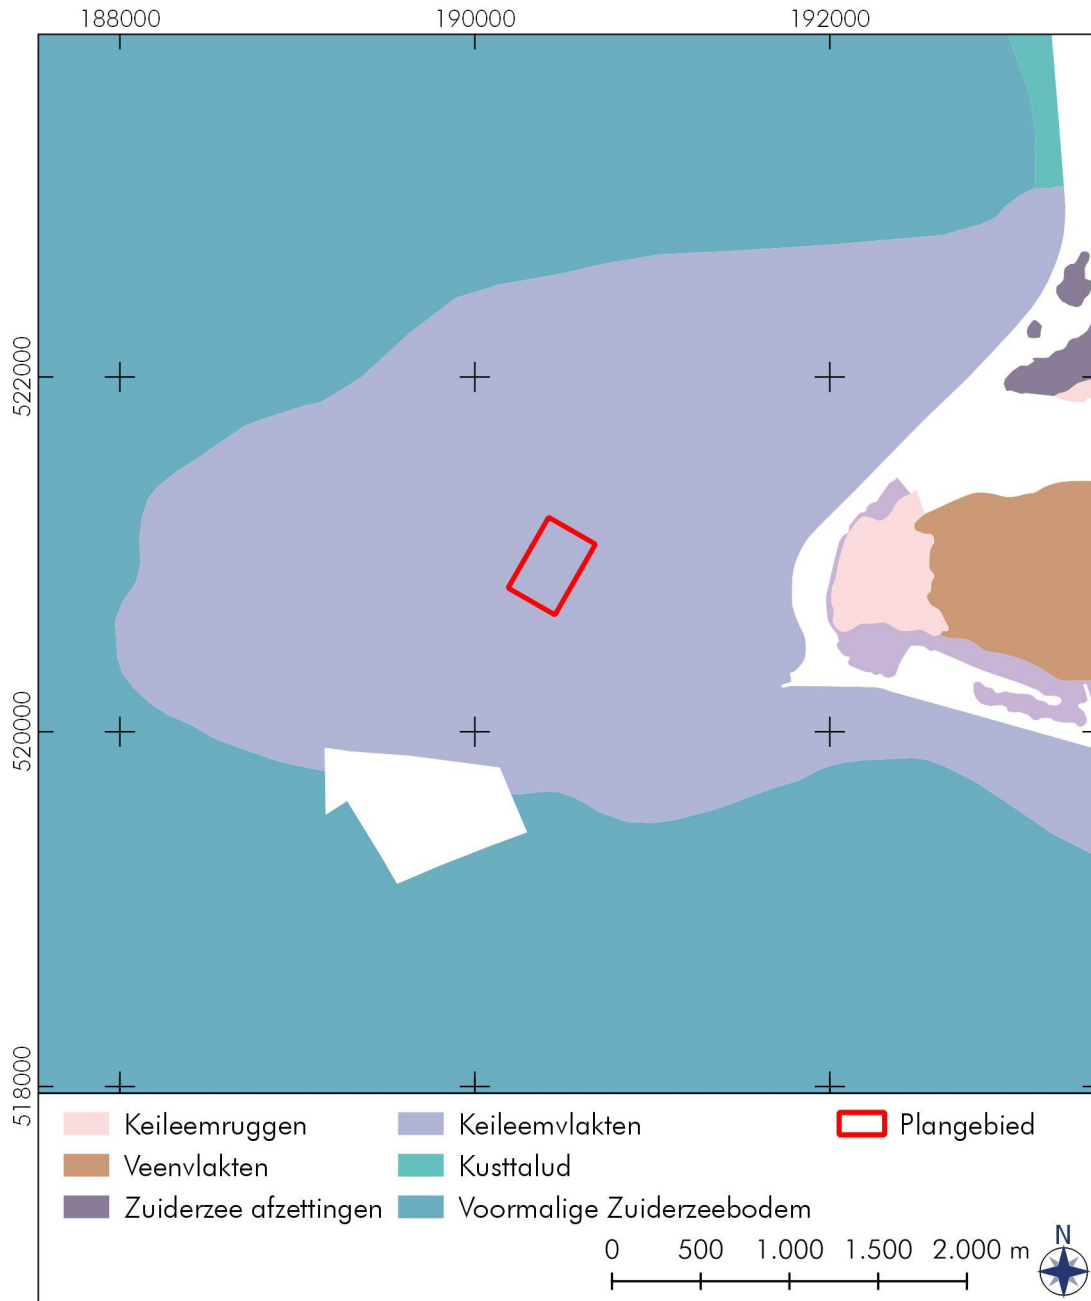 188000 190000 192000
522000
520000
518000
Keileemruggen Keileemvlakten Plangebied
Veenvlakten Kusttalud
Zuiderzee afzettingen Voormalige Zuiderzeebodem
N
0 500 1.000 1.500 2.000 m